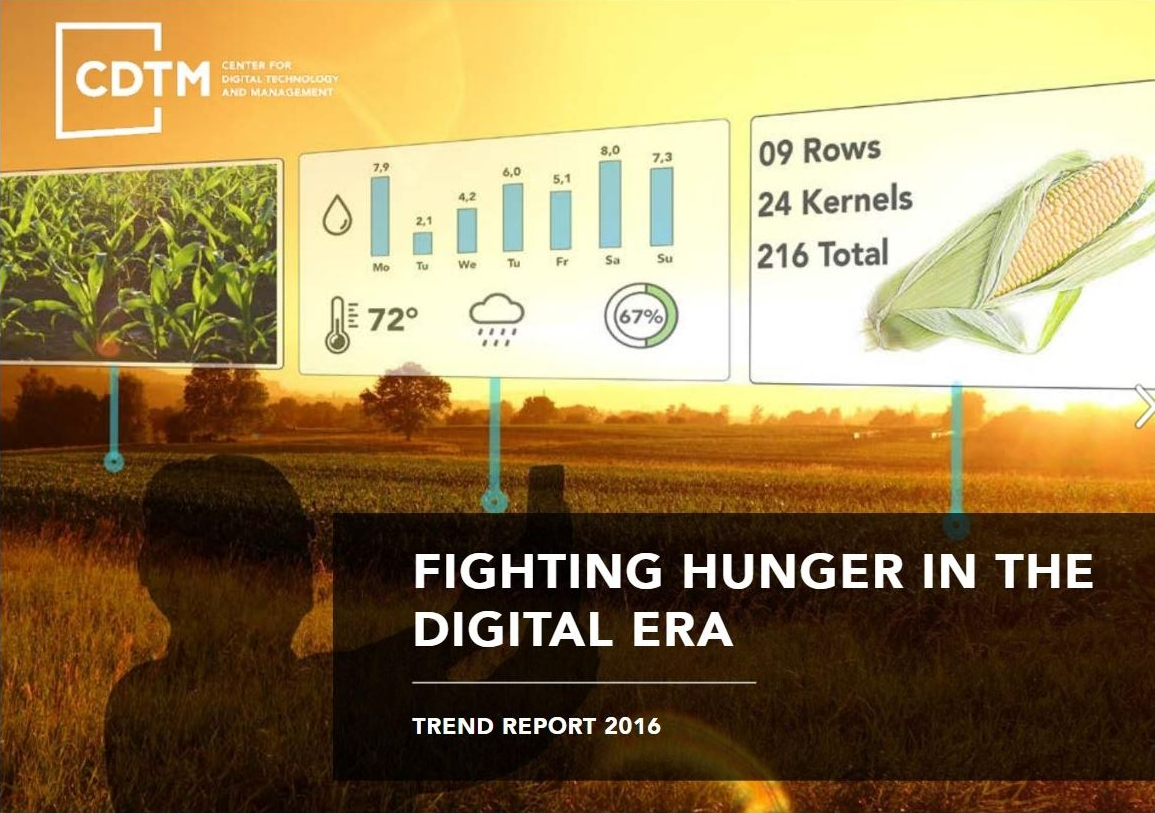 CDTM
CENTER FOR
DIGITAL TECHNOLOGY
AND MANAGEMENT
7,9
2,1
4,2
6,0
5,1
8,0
7,3
Mo
Tu
We
Tu
Fr
Sa
Su
72°
67%
09 Rows
24 Kernels
216 Total
FIGHTING HUNGER IN THE
DIGITAL ERA
TREND REPORT 2016